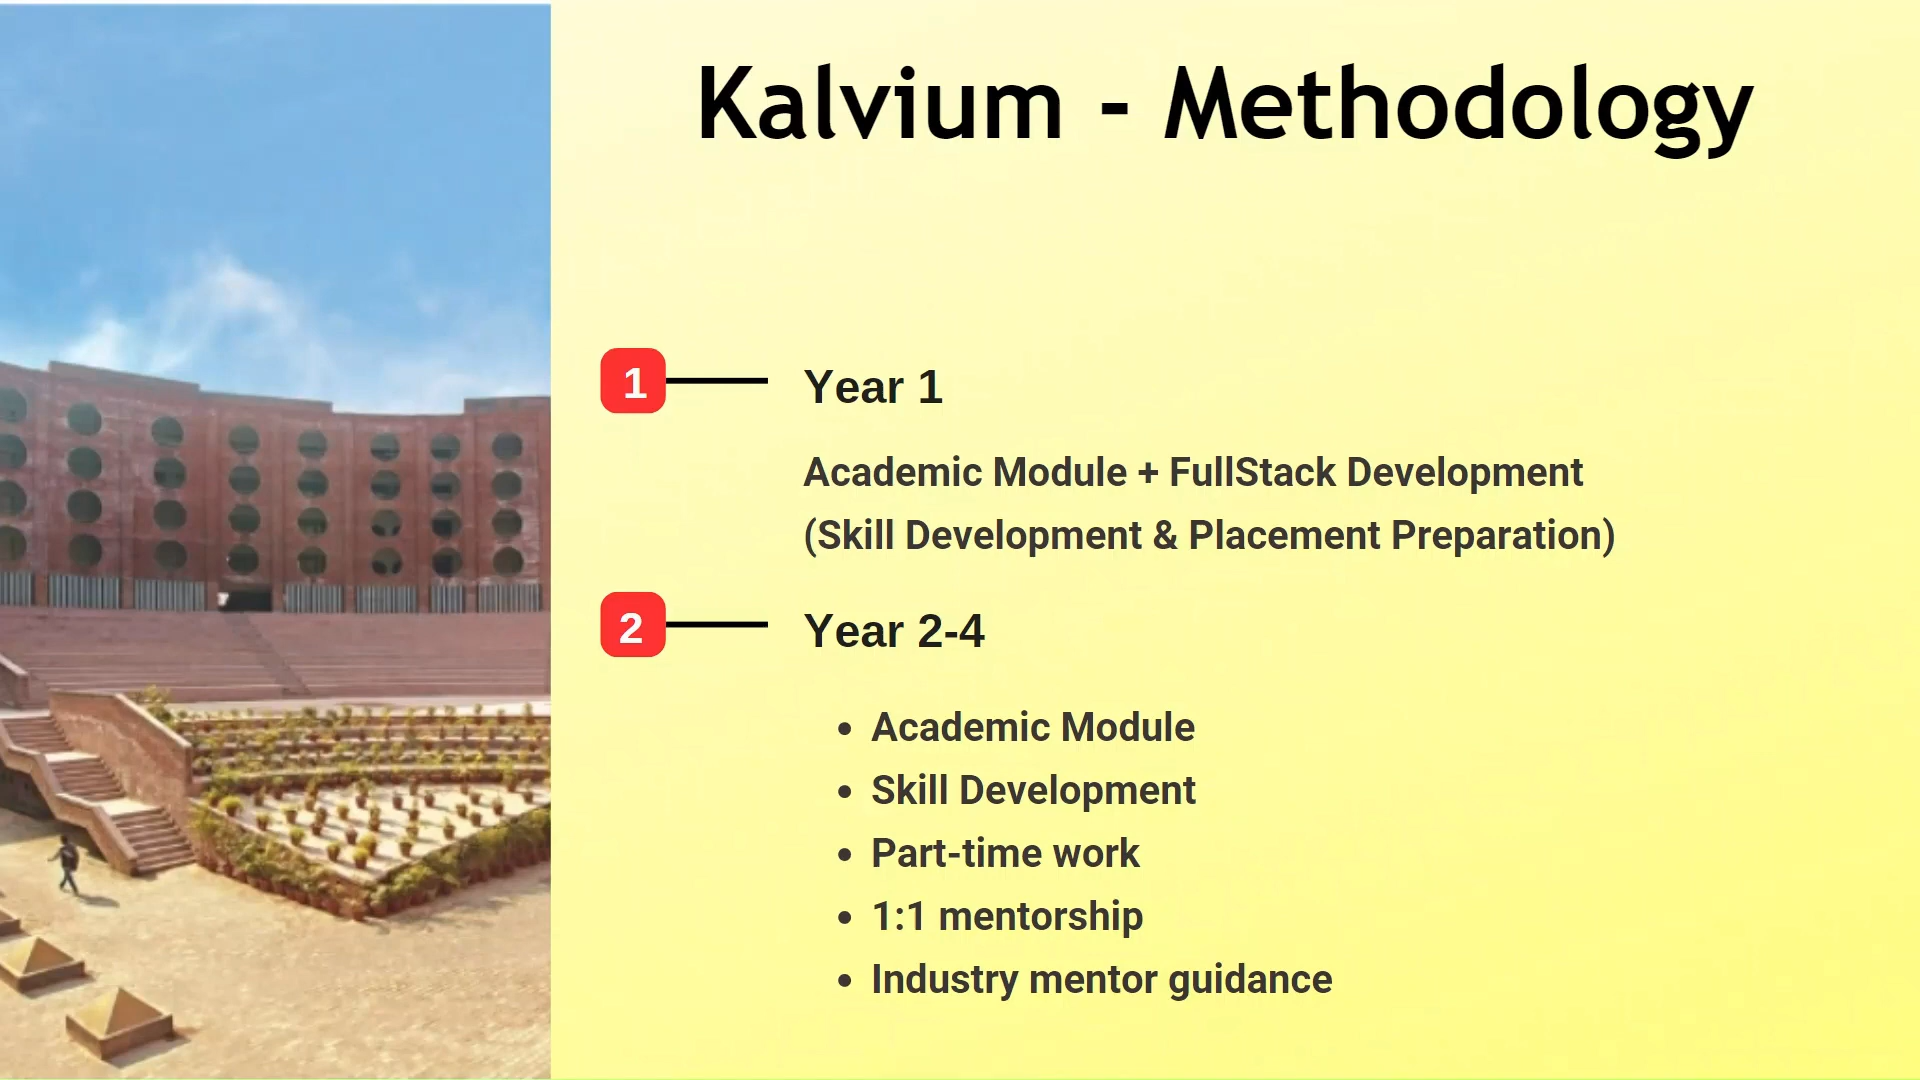 Kalvium - Methodology
1
Year 1
Academic Module + FullStack Development
(Skill Development & Placement Preparation)
2
Year 2-4
• Academic Module
• Skill Development
• Part-time work
• 1:1 mentorship
• Industry mentor guidance